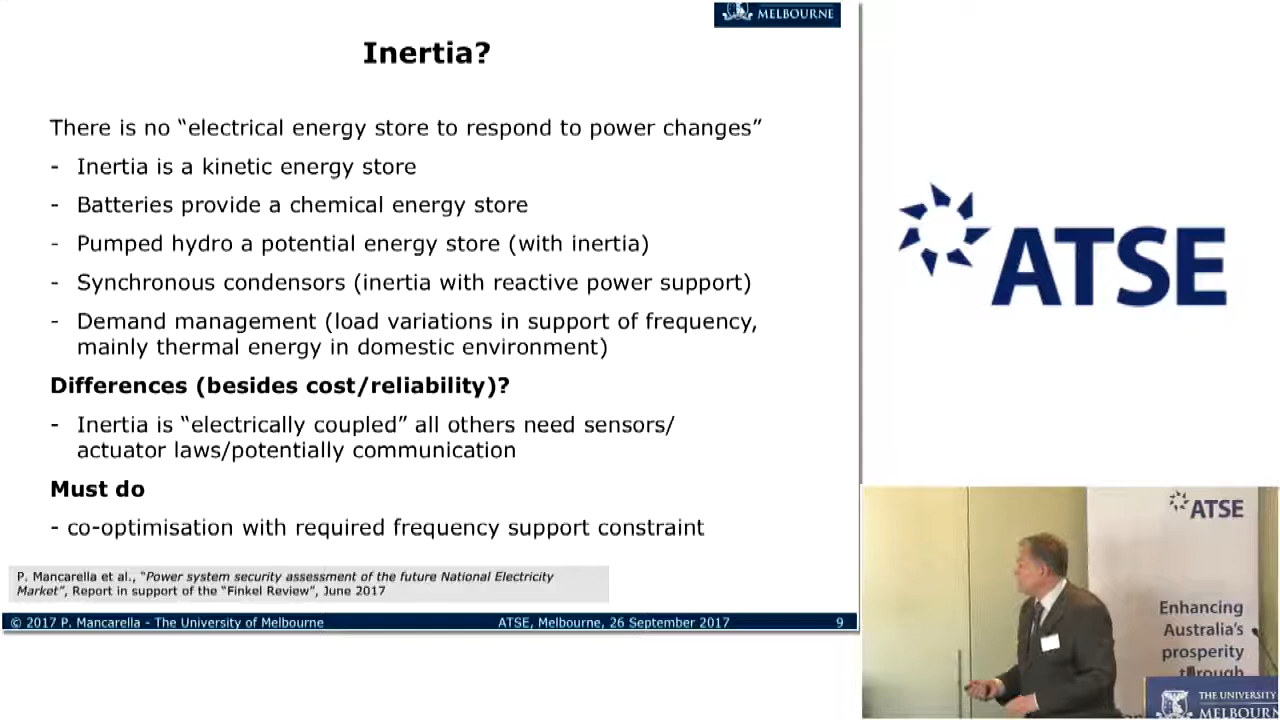 MELBOURNE
Inertia?
There is no “electrical energy store to respond to power changes”
- Inertia is a kinetic energy store
- Batteries provide a chemical energy store
- Pumped hydro a potential energy store (with inertia)
- Synchronous condensors (inertia with reactive power support)
- Demand management (load variations in support of frequency,
mainly thermal energy in domestic environment)
Differences (besides cost/reliability)?
- Inertia is “electrically coupled” all others need sensors/
actuator laws/potentially communication
Must do
- co-optimisation with required frequency support constraint
P. Mancarella et al., “Power system security assessment of the future National Electricity
Market”, Report in support of the “Finkel Review”, June 2017
© 2017 P. Mancarella - The University of Melbourne ATSE, Melbourne, 26 September 2017 9
ATSE
ATSE
Enhancing
Australia's
prosperity
through
THE UNIVERSITY
MELBOURNE